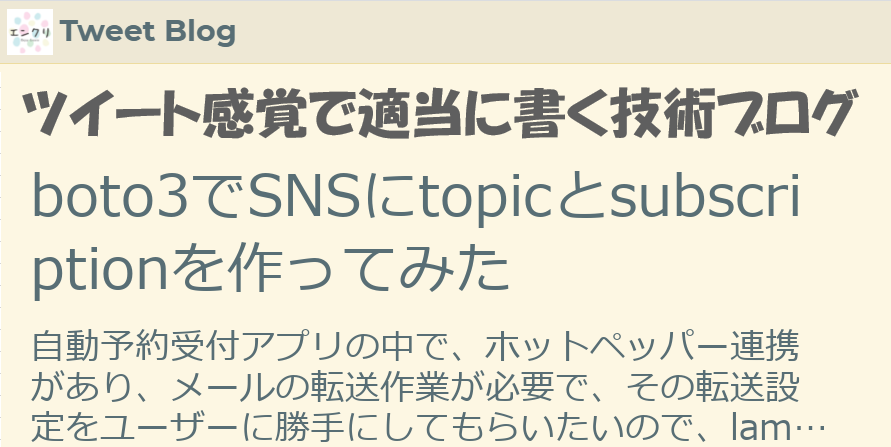 エンクリ
Tweet Blog
ツイート感覚で適当に書く技術ブログ
boto3でSNSにtopicとsubscri
ptionを作ってみた
自動予約受付アプリの中で、ホットペッパー連携
があり、メールの転送作業が必要で、その転送設
定をユーザーに勝手にしてもらいたいので、lam…